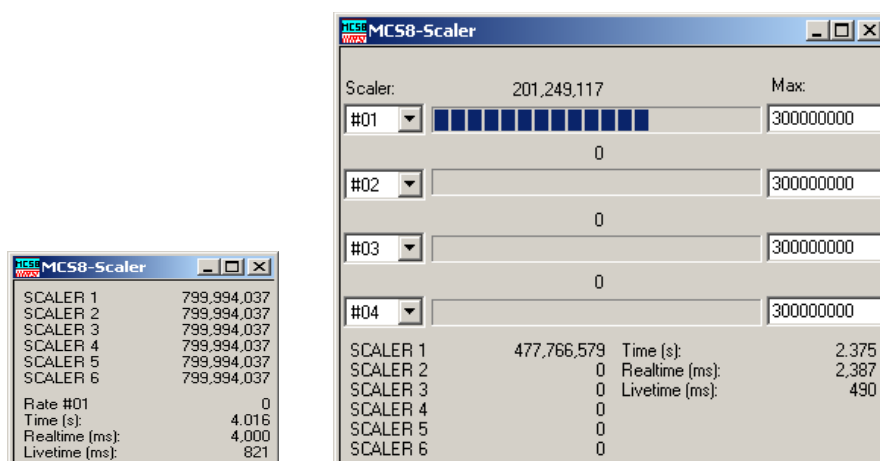 MCS8-Scaler
SCALER 1 799,994,037
SCALER 2 799,994,037
SCALER 3 799,994,037
SCALER 4 799,994,037
SCALER 5 799,994,037
SCALER 6 799,994,037
Rate #01 0
Time (s): 4.016
Realtime (ms): 4,000
Livetime (ms): 821
MCS8-Scaler
Scaler: 201,249,117 Max:
#01 300000000
0
#02 300000000
0
#03 300000000
0
#04 300000000
SCALER 1 477,766,579 Time (s): 2.375
SCALER 2 0 Realtime (ms): 2,387
SCALER 3 0 Livetime (ms): 490
SCALER 4 0
SCALER 5 0
SCALER 6 0